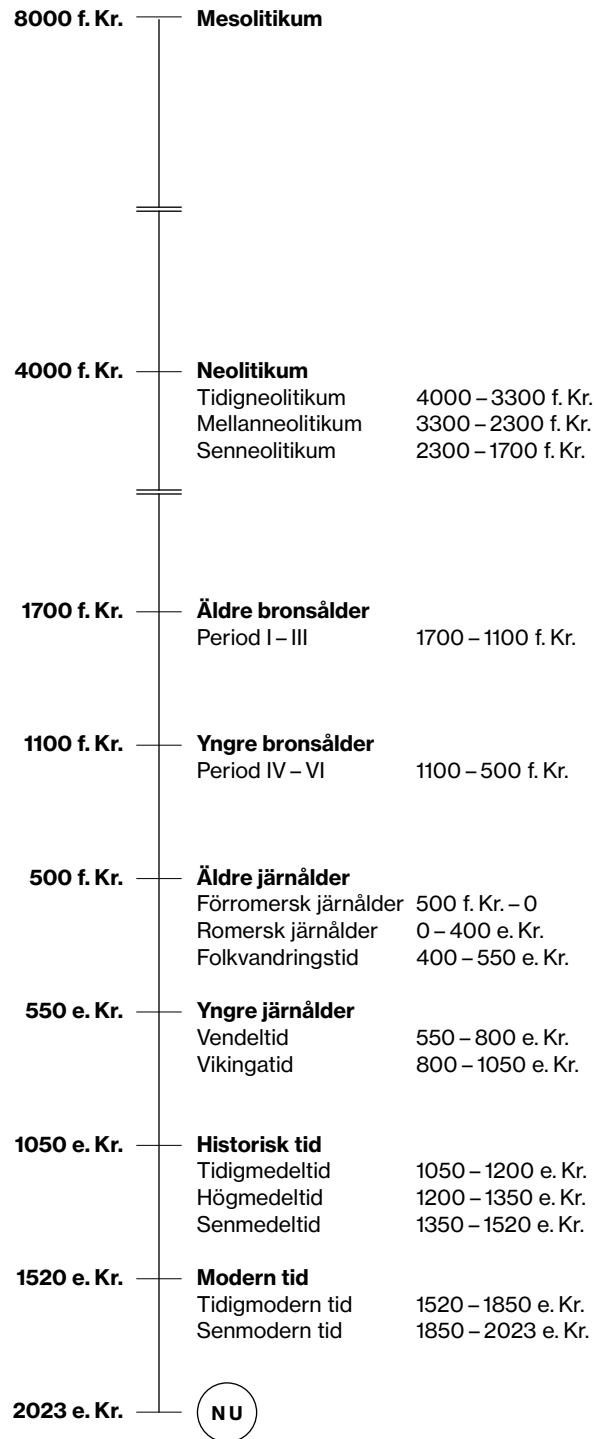 8000 f. Kr. Mesolitikum
4000 f. Kr. Neolitikum
Tidigneolitikum 4000 – 3300 f. Kr.
Mellanneolitikum 3300 – 2300 f. Kr.
Senneolitikum 2300 – 1700 f. Kr.
1700 f. Kr. Äldre bronsålder
Period I – III 1700 – 1100 f. Kr.
1100 f. Kr. Yngre bronsålder
Period IV – VI 1100 – 500 f. Kr.
500 f. Kr. Äldre järnålder
Förromersk järnålder 500 f. Kr. – 0
Romersk järnålder 0 – 400 e. Kr.
Folkvandringstid 400 – 550 e. Kr.
550 e. Kr. Yngre järnålder
Vendeltid 550 – 800 e. Kr.
Vikingatid 800 – 1050 e. Kr.
1050 e. Kr. Historisk tid
Tidigmedeltid 1050 – 1200 e. Kr.
Högmedeltid 1200 – 1350 e. Kr.
Senmedeltid 1350 – 1520 e. Kr.
1520 e. Kr. Modern tid
Tidigmodern tid 1520 – 1850 e. Kr.
Senmodern tid 1850 – 2023 e. Kr.
2023 e. Kr. NU